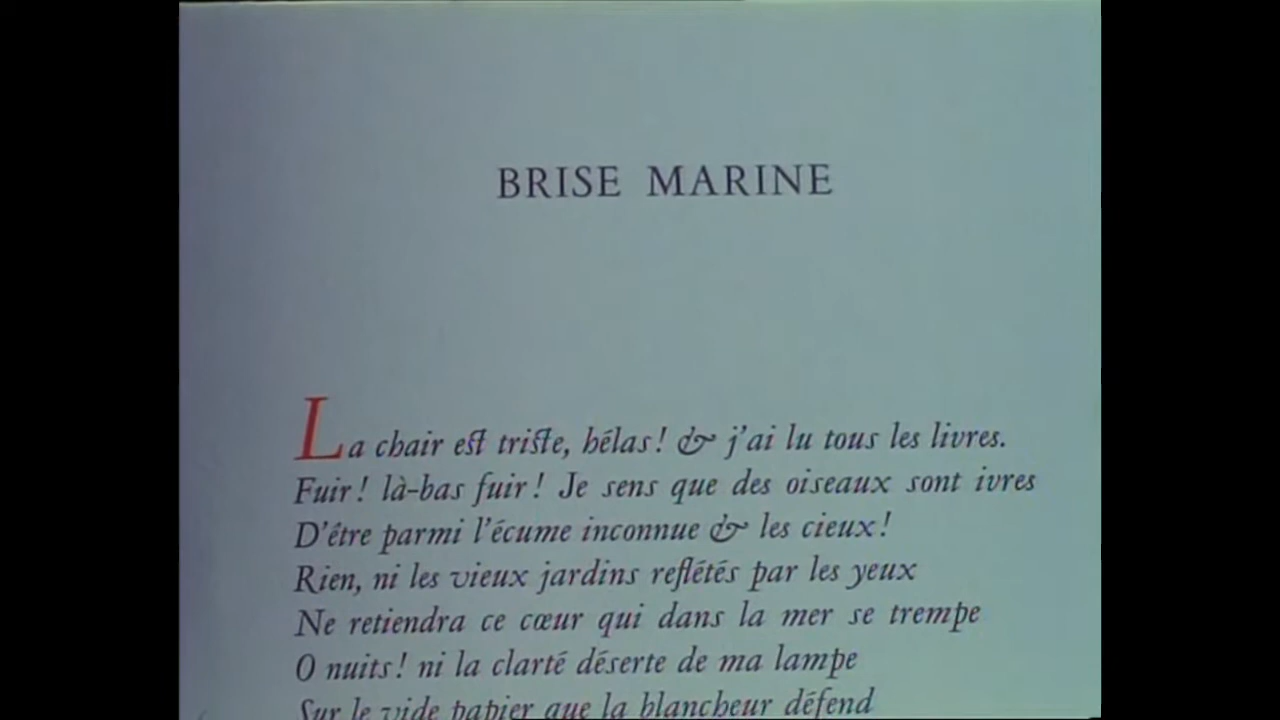 BRISE MARINE
La chair est triste, hélas ! & j'ai lu tous les livres.
Fuir ! là-bas fuir ! Je sens que des oiseaux sont ivres
D'être parmi l'écume inconnue & les cieux !
Rien, ni les vieux jardins reflétés par les yeux
Ne retiendra ce cœur qui dans la mer se trempe
O nuits ! ni la clarté déserte de ma lampe
Sur le vide papier que la blancheur défend